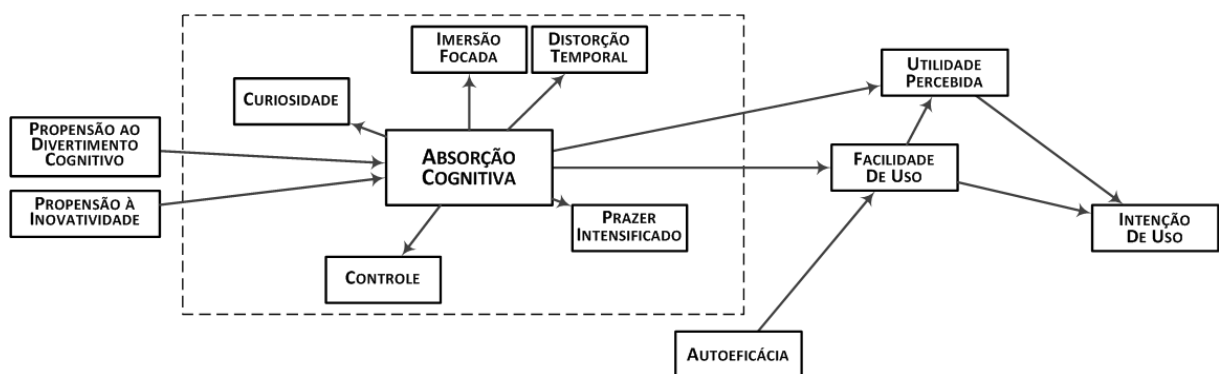 IMERSÃO
FOCADA
DISTORÇÃO
TEMPORAL
UTILIDADE
PERCEBIDA
CURIOSIDADE
PROPENSÃO AO
DIVERTIMENTO
COGNITIVO
ABSORÇÃO
COGNITIVA
FACILIDADE
DE USO
PROPENSÃO À
INOVATIVIDADE
PRAZER
INTENSIFICADO
INTENÇÃO
DE USO
CONTROLE
AUTOEFICÁCIA